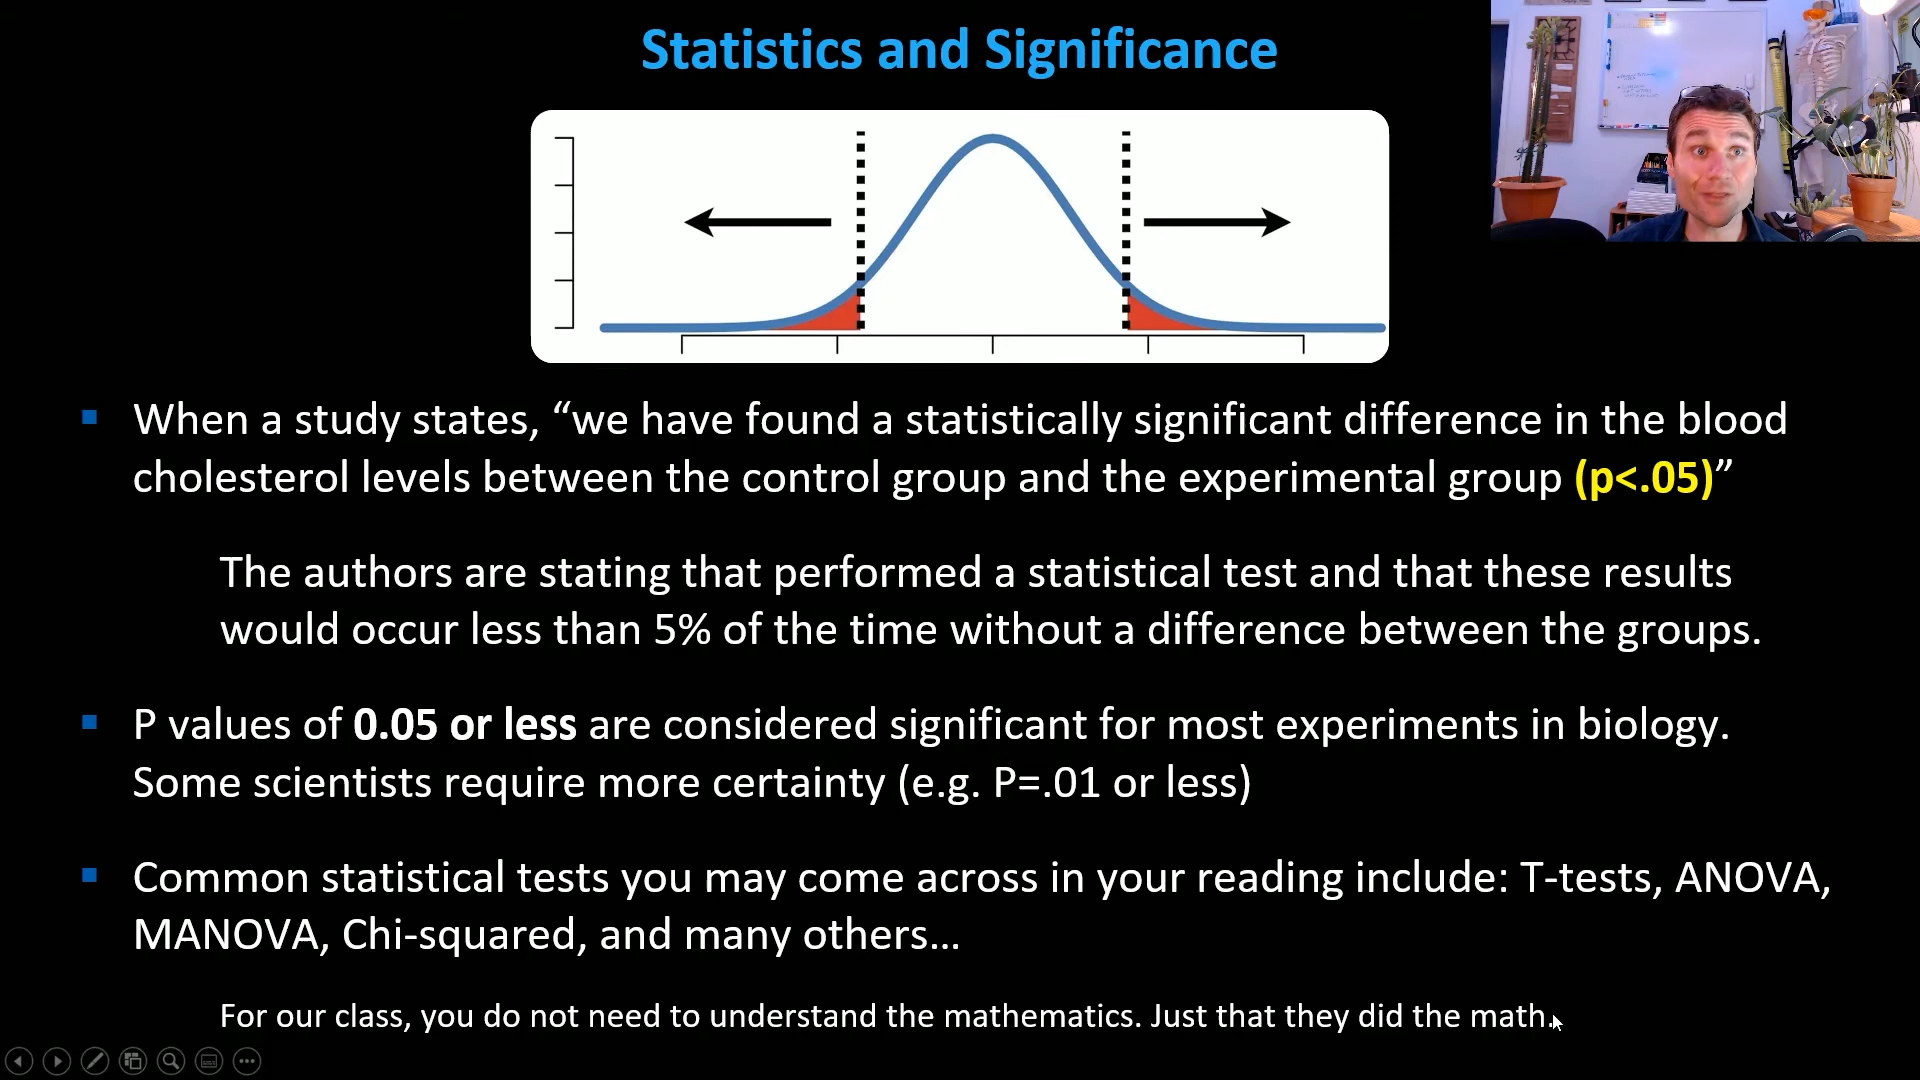 Statistics and Significance
When a study states, “we have found a statistically significant difference in the blood
cholesterol levels between the control group and the experimental group (p<.05)”
The authors are stating that performed a statistical test and that these results
would occur less than 5% of the time without a difference between the groups.
P values of 0.05 or less are considered significant for most experiments in biology.
Some scientists require more certainty (e.g. P=.01 or less)
Common statistical tests you may come across in your reading include: T-tests, ANOVA,
MANOVA, Chi-squared, and many others…
For our class, you do not need to understand the mathematics. Just that they did the math.